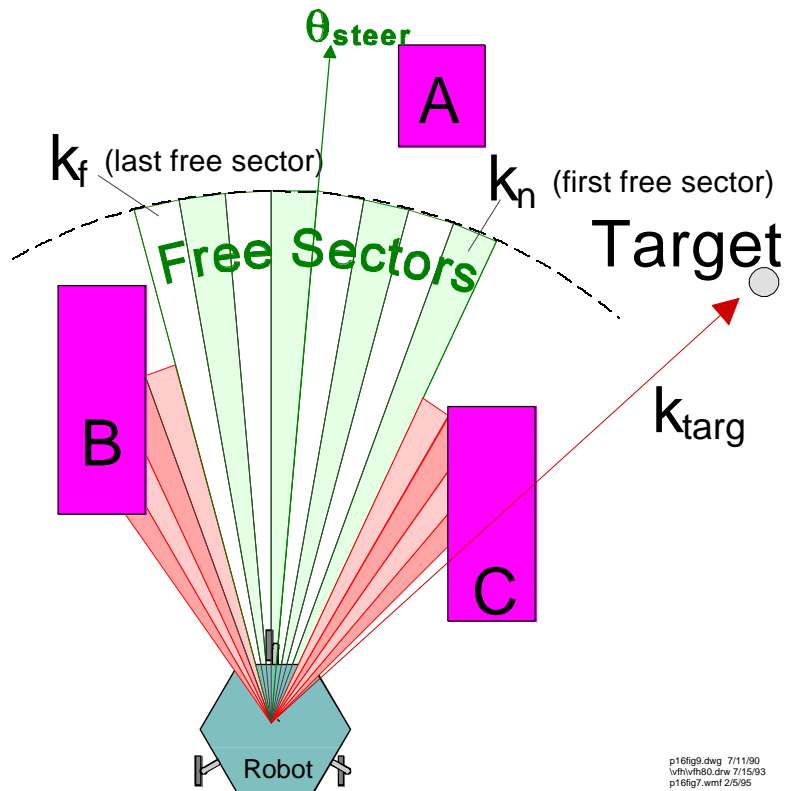 θsteer
A
kf (last free sector)
kn (first free sector)
Target
Free Sectors
ktarg
B
C
Robot
p16fig9.dwg 7/11/90
\vfh\vfh80.drw 7/15/93
p16fig7.wmf 2/5/95